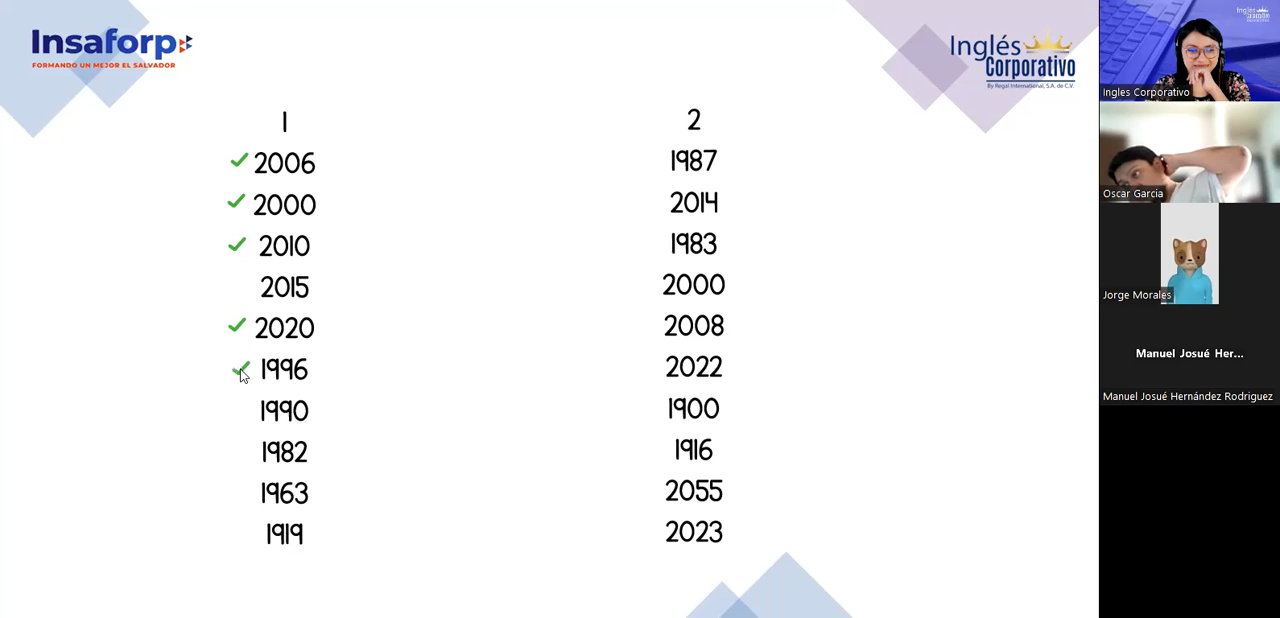 Insaforp
FORMANDO UN MEJOR EL SALVADOR
Inglés
Corporativo
By Regal International, S.A. de C.V.
1
2006
2000
2010
2015
2020
1996
1990
1982
1963
1919
2
1987
2014
1983
2000
2008
2022
1900
1916
2055
2023
Inglés
Corporativo
Ingles Corporativo
Oscar Garcia
Jorge Morales
Manuel Josué Her...
Manuel Josué Hernández Rodriguez